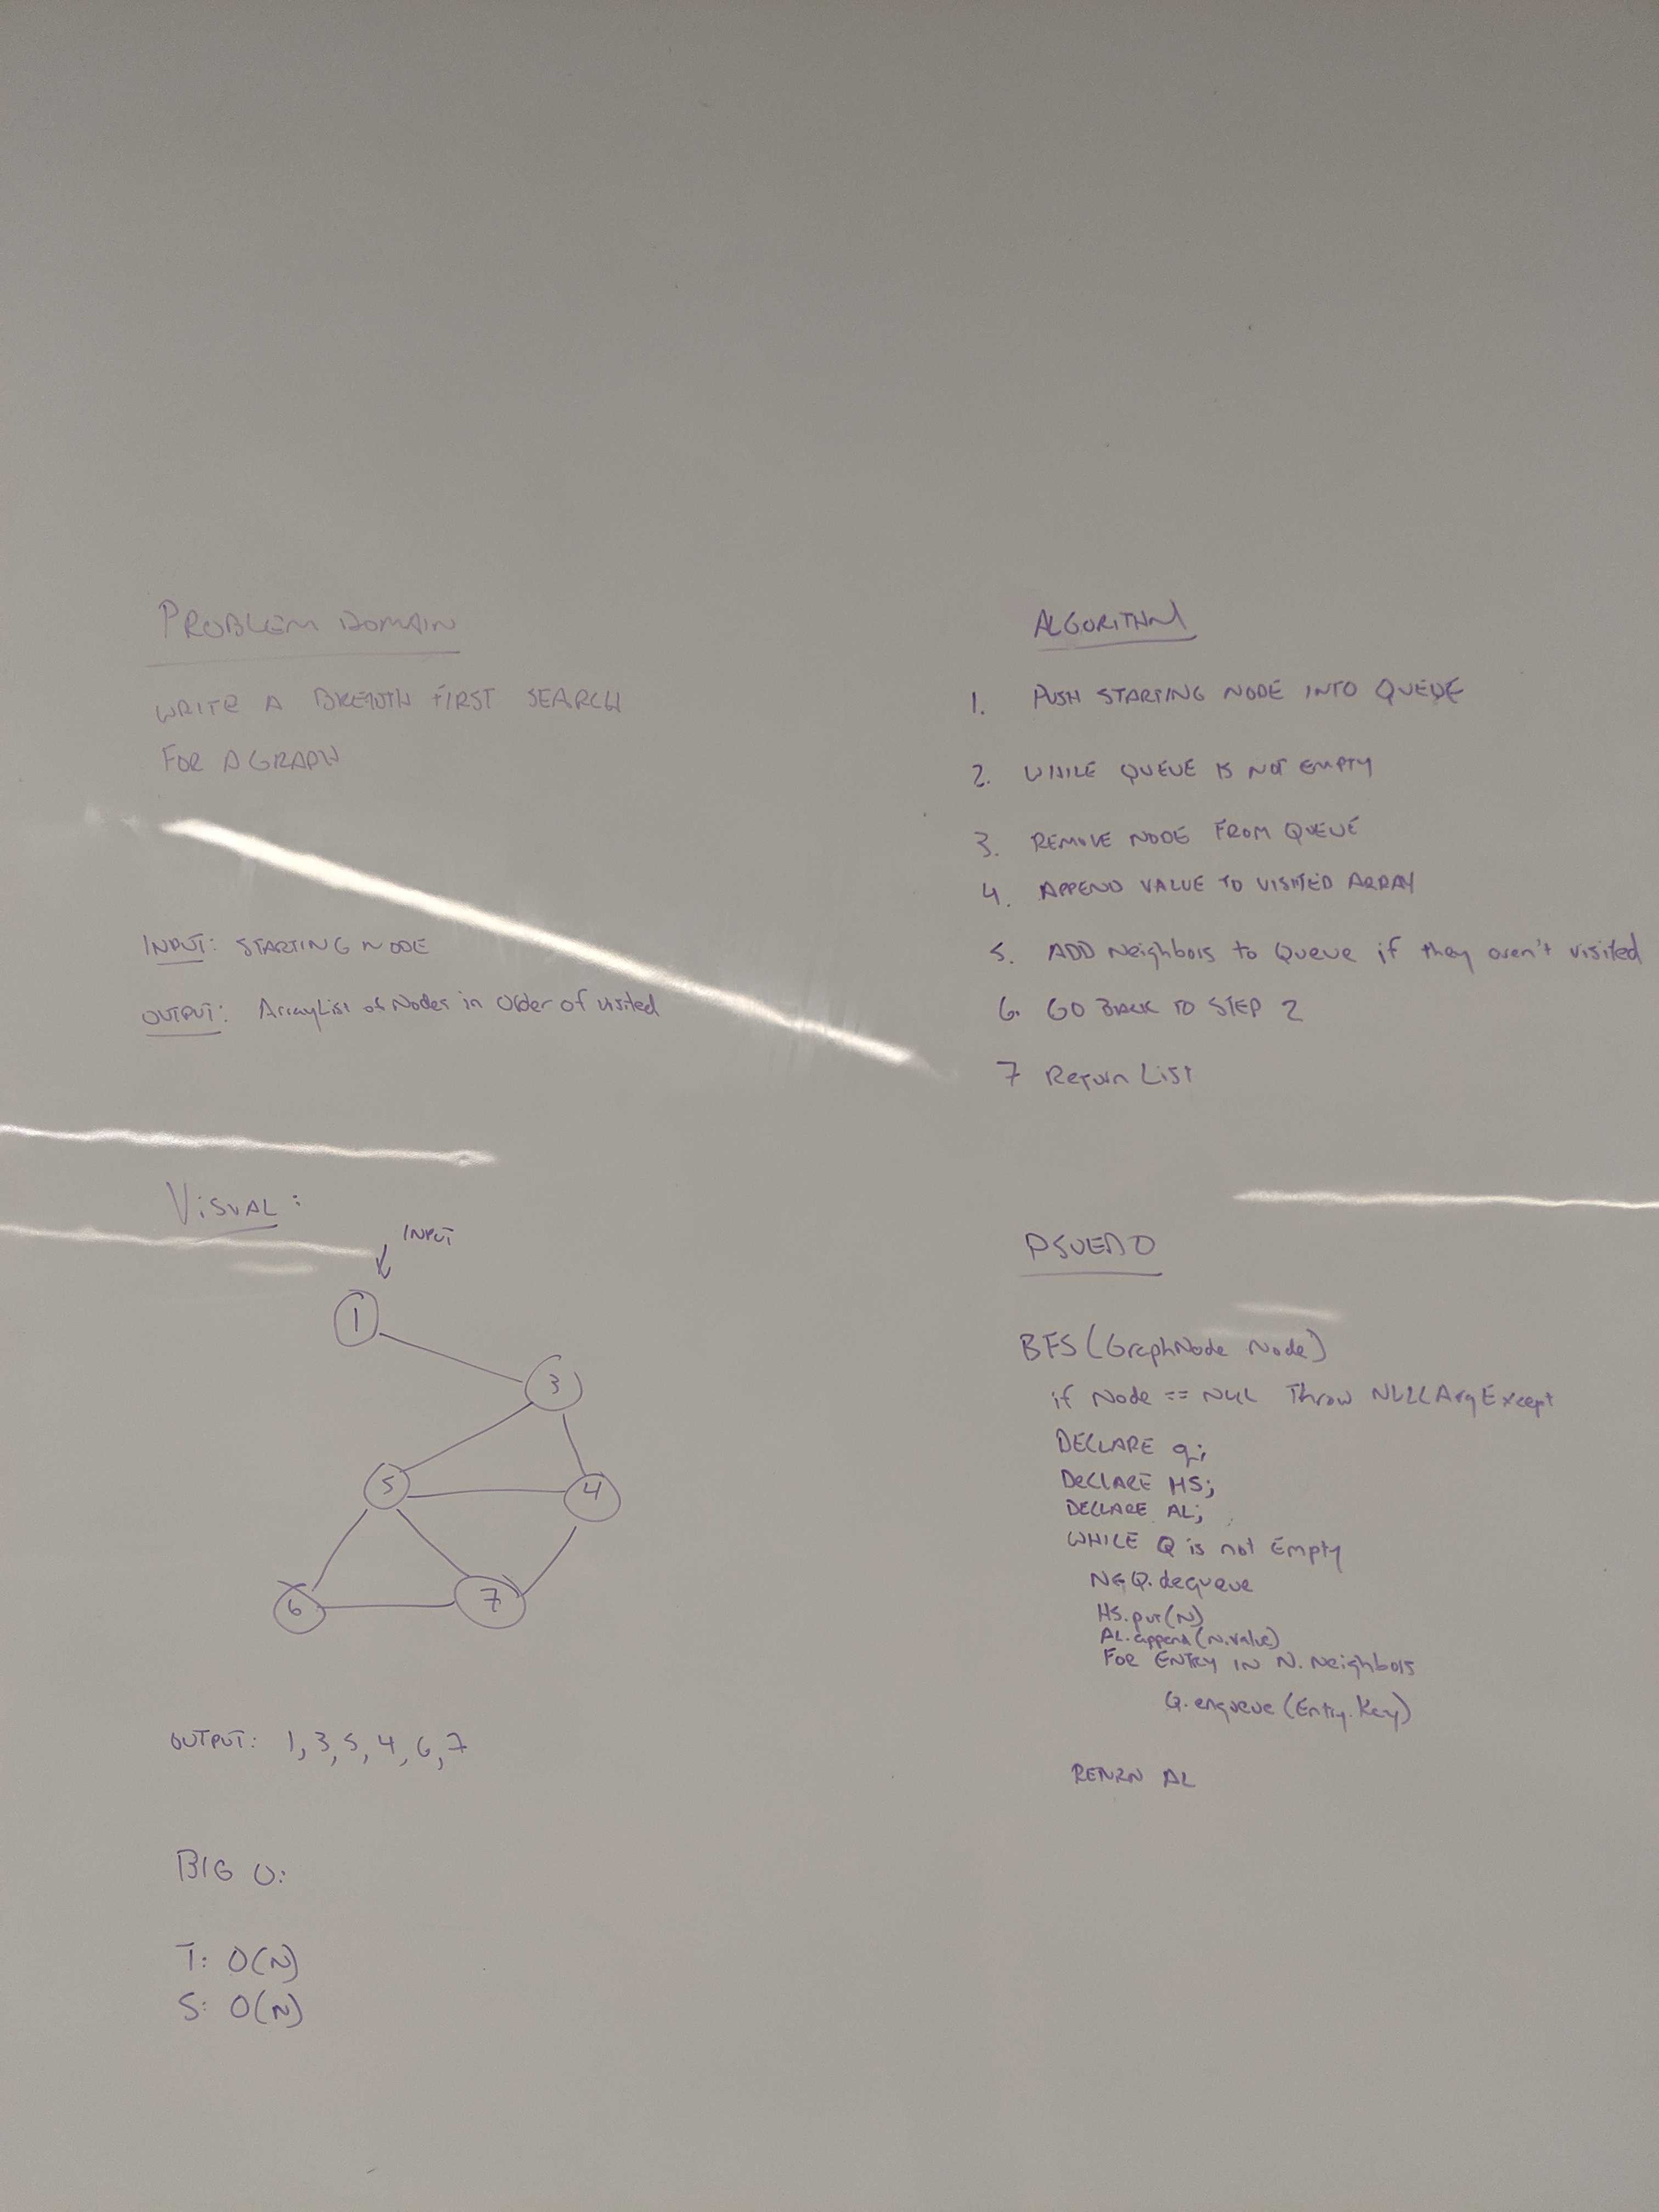 PROBLEM DOMAIN
WRITE A BREADTH FIRST SEARCH
FOR A GRAPH
INPUT: STARTING NODE
OUTPUT: ArrayList of Nodes in Order of visited
VISUAL:
INPUT
1
3
5
4
6
7
OUTPUT: 1, 3, 5, 4, 6, 7
BIG O:
T: O(N)
S: O(N)
ALGORITHM
1. PUSH STARTING NODE INTO QUEUE
2. WHILE QUEUE IS NOT EMPTY
3. REMOVE NODE FROM QUEUE
4. APPEND VALUE TO VISITED ARRAY
5. ADD Neighbors to Queue if they aren't visited
6. GO BACK TO STEP 2
7 Return List
PSUEDO
BFS (GraphNode Node)
if Node == NULL Throw NULLArgExcept
DECLARE q;
DECLARE HS;
DECLARE AL;
WHILE Q is not Empty
N ← Q.dequeue
HS.put(N)
AL.append(N.value)
FOR ENTRY IN N.Neighbors
Q.enqueue(Entry.Key)
RETURN AL